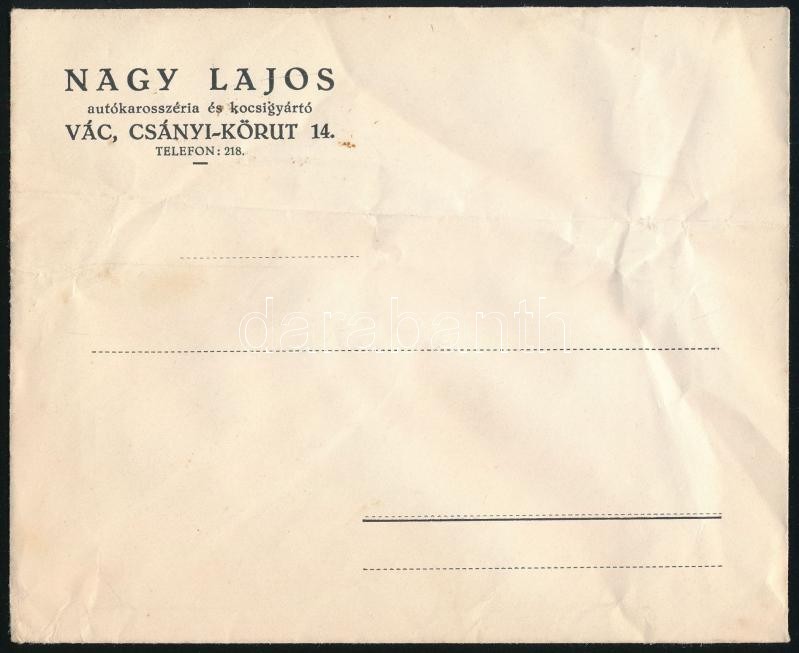 NAGY LAJOS
autókarosszéria és kocsigyártó
VÁC, CSÁNYI-KÖRUT 14.
TELEFON: 218.
darabanth